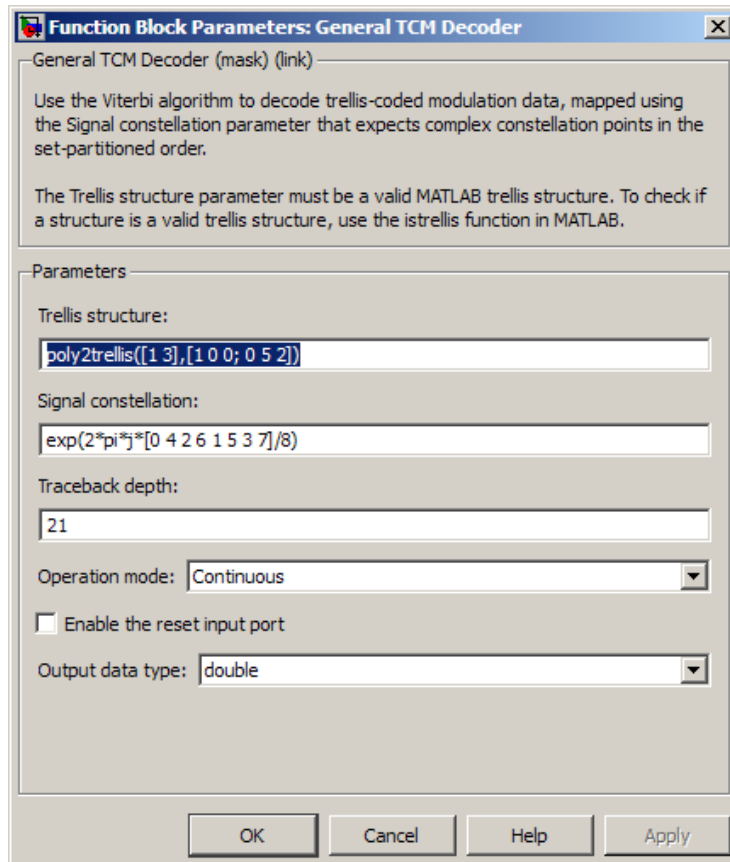 Function Block Parameters: General TCM Decoder
General TCM Decoder (mask) (link)
Use the Viterbi algorithm to decode trellis-coded modulation data, mapped using
the Signal constellation parameter that expects complex constellation points in the
set-partitioned order.
The Trellis structure parameter must be a valid MATLAB trellis structure. To check if
a structure is a valid trellis structure, use the istrellis function in MATLAB.
Parameters
Trellis structure:
poly2trellis([1 3],[1 0 0; 0 5 2])
Signal constellation:
exp(2*pi*j*[0 4 2 6 1 5 3 7]/8)
Traceback depth:
21
Operation mode: Continuous
Enable the reset input port
Output data type: double
OK Cancel Help Apply